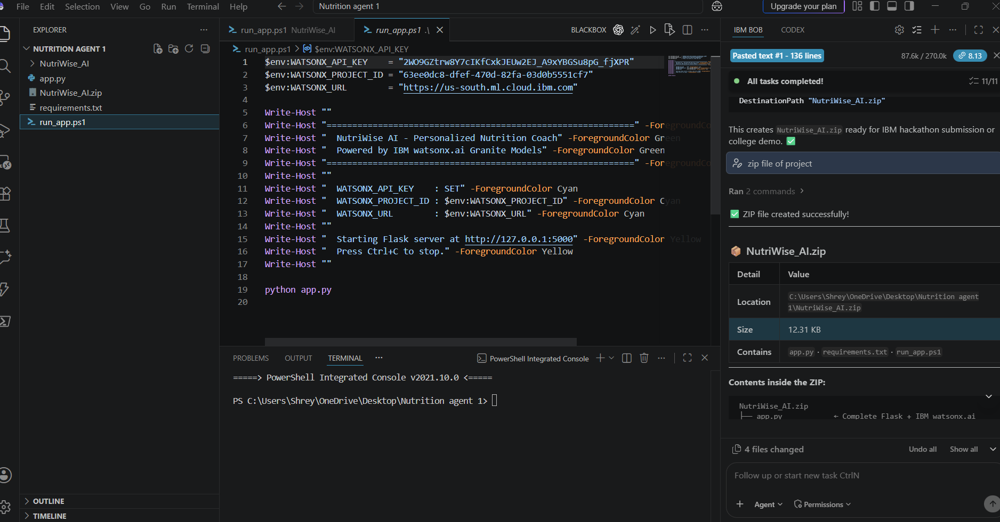 File Edit Selection View Go Run Terminal Help
Nutrition agent 1
Upgrade your plan
EXPLORER
NUTRITION AGENT 1
NutriWise_AI
app.py
NutriWise_AI.zip
requirements.txt
run_app.ps1
OUTLINE
TIMELINE
run_app.ps1 NutriWise_AI
run_app.ps1 .\
BLACKBOX
run_app.ps1 > $env:WATSONX_API_KEY
1 $env:WATSONX_API_KEY = "2WO9GZtrw8Y7cIKfCxkJEUw2EJ_A9xYBGSu8pG_fjXPR"
2 $env:WATSONX_PROJECT_ID = "63ee0dc8-dfef-470d-82fa-03d0b5551cf7"
3 $env:WATSONX_URL = "https://us-south.ml.cloud.ibm.com"
4
5 Write-Host ""
6 Write-Host "============================================================" -ForegroundCo
7 Write-Host "  NutriWise AI - Personalized Nutrition Coach" -ForegroundColor Green
8 Write-Host "  Powered by IBM watsonx.ai Granite Models" -ForegroundColor Green
9 Write-Host "============================================================" -ForegroundCo
10 Write-Host ""
11 Write-Host "  WATSONX_API_KEY    : SET" -ForegroundColor Cyan
12 Write-Host "  WATSONX_PROJECT_ID : $env:WATSONX_PROJECT_ID" -ForegroundColor Cyan
13 Write-Host "  WATSONX_URL        : $env:WATSONX_URL" -ForegroundColor Cyan
14 Write-Host ""
15 Write-Host "  Starting Flask server at http://127.0.0.1:5000" -ForegroundColor Yellow
16 Write-Host "  Press Ctrl+C to stop." -ForegroundColor Yellow
17 Write-Host ""
18
19 python app.py
20
PROBLEMS OUTPUT TERMINAL
PowerShell Integrated Console
=====> PowerShell Integrated Console v2021.10.0 <=====
PS C:\Users\Shrey\OneDrive\Desktop\Nutrition agent 1>
IBM BOB CODEX
Pasted text #1 - 136 lines
87.6k / 270.0k
8.13
All tasks completed!
11/11
DestinationPath "NutriWise_AI.zip"
This creates NutriWise_AI.zip ready for IBM hackathon submission or
college demo. ✅
zip file of project
Ran 2 commands >
✅ ZIP file created successfully!
📦 NutriWise_AI.zip
Detail Value
Location C:\Users\Shrey\OneDrive\Desktop\Nutrition agent
1\NutriWise_AI.zip
Size 12.31 KB
Contains app.py · requirements.txt · run_app.ps1
Contents inside the ZIP:
NutriWise_AI.zip
├── app.py ← Complete Flask + IBM watsonx.ai
4 files changed
Undo all
Show all
Follow up or start new task CtrlN
Agent
Permissions